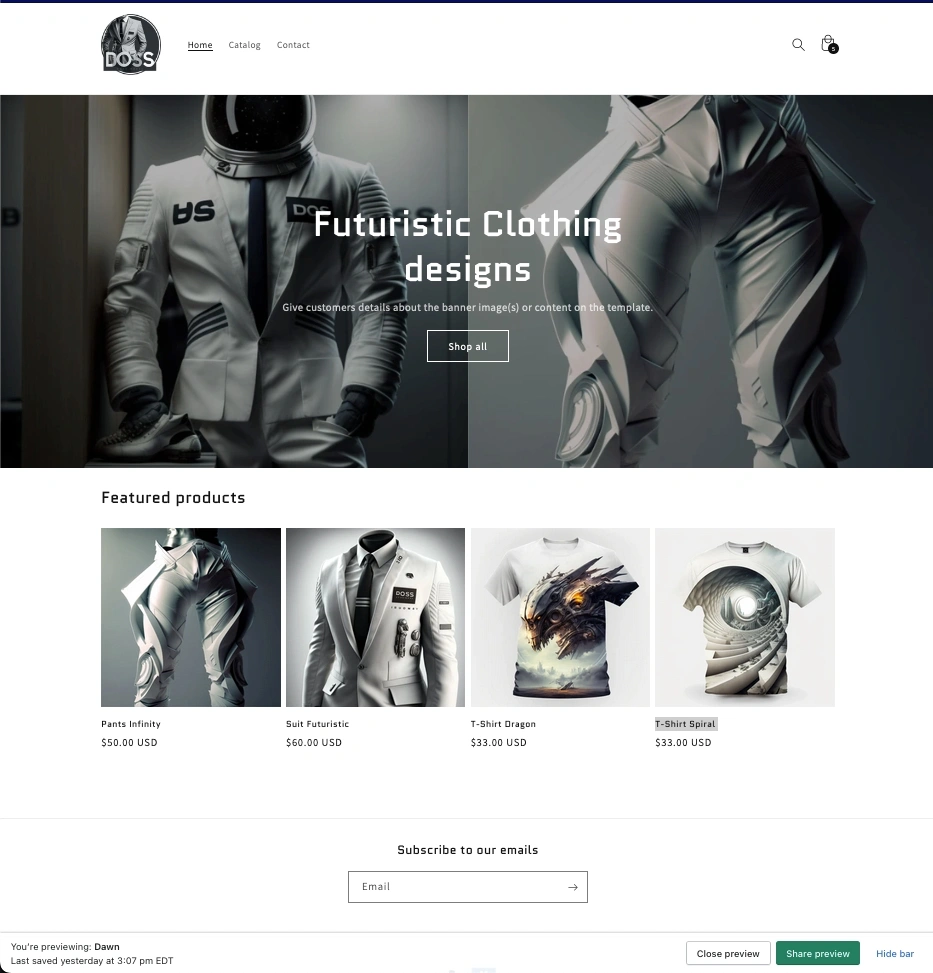 DOSS
Home
Catalog
Contact
5
DOS
Futuristic Clothing
designs
Give customers details about the banner image(s) or content on the template.
Shop all
Featured products
DOSS
Pants Infinity
$50.00 USD
Suit Futuristic
$60.00 USD
T-Shirt Dragon
$33.00 USD
T-Shirt Spiral
$33.00 USD
Subscribe to our emails
Email
You're previewing: Dawn
Last saved yesterday at 3:07 pm EDT
Close preview
Share preview
Hide bar